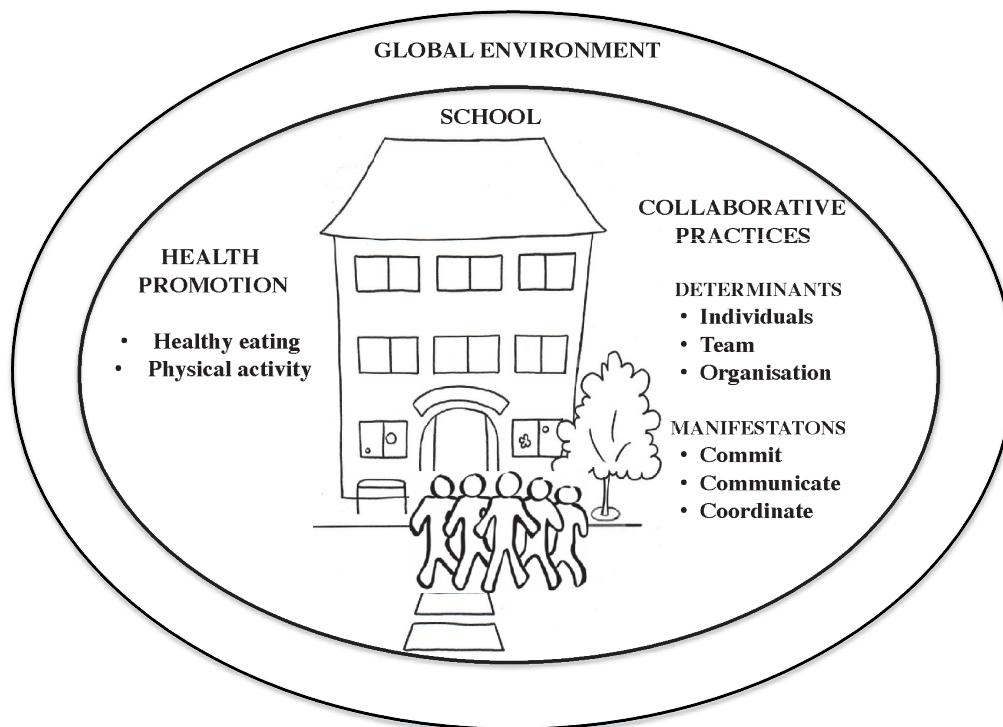 GLOBAL ENVIRONMENT
SCHOOL
HEALTH
PROMOTION
• Healthy eating
• Physical activity
COLLABORATIVE
PRACTICES
DETERMINANTS
• Individuals
• Team
• Organisation
MANIFESTATONS
• Commit
• Communicate
• Coordinate